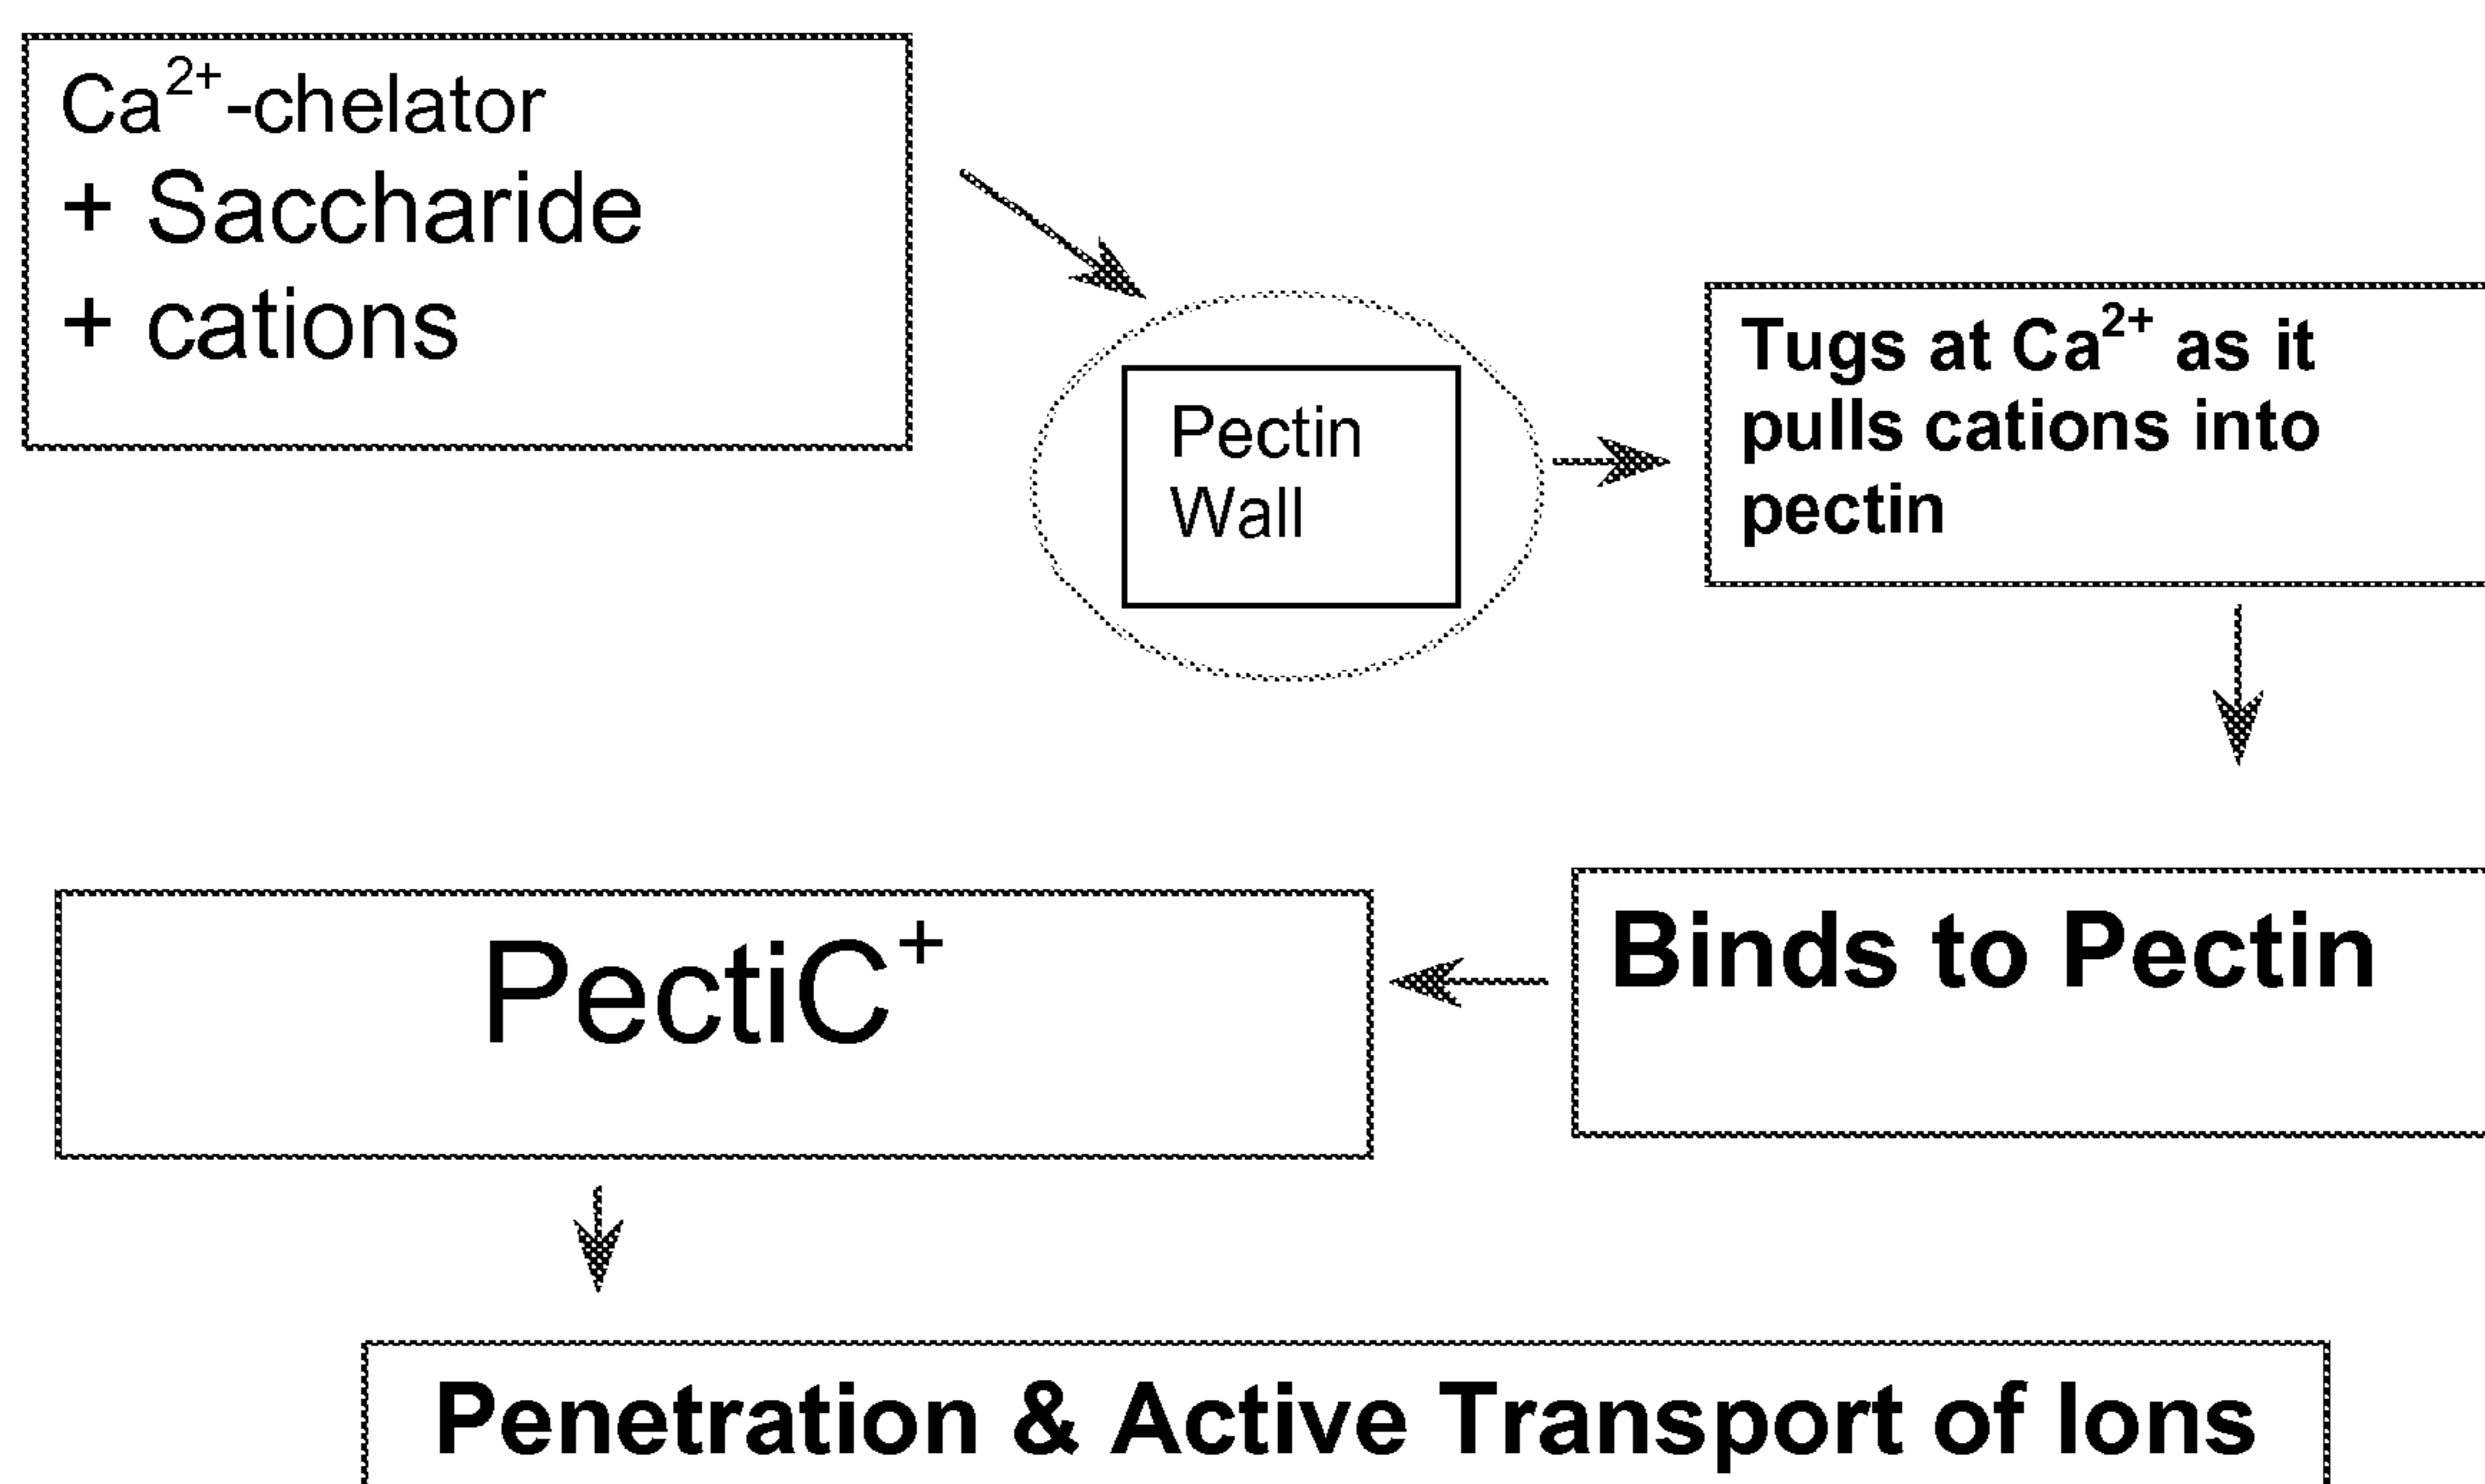 Ca²⁺-chelator
+ Saccharide
+ cations
Pectin
Wall
Tugs at Ca²⁺ as it
pulls cations into
pectin
Binds to Pectin
PectiC⁺
Penetration & Active Transport of Ions